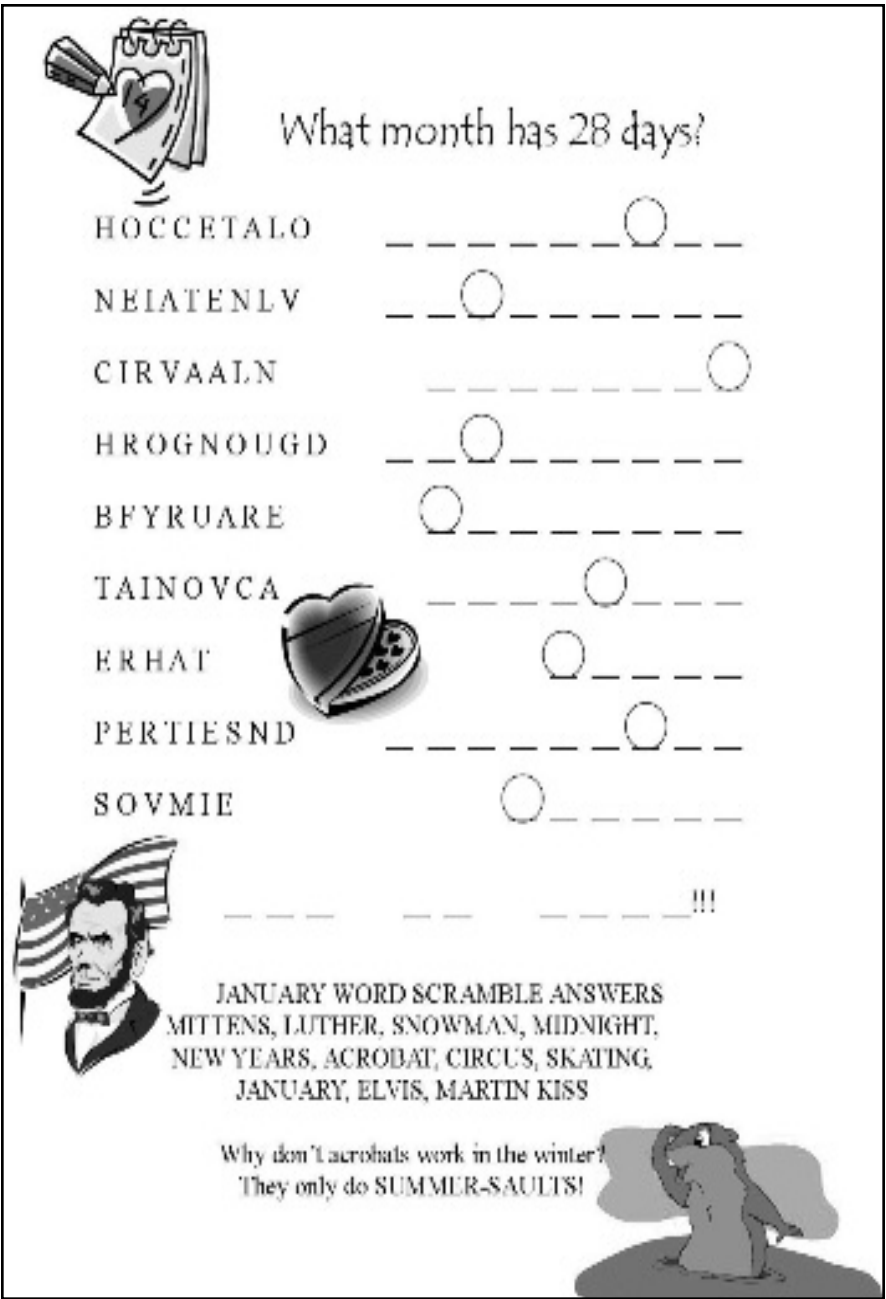 14
What month has 28 days?
HOCCETALO _ _ _ _ _ _ _ _ _
NEIATENLV _ _ _ _ _ _ _ _ _
CIRVAALN _ _ _ _ _ _ _ _
HROGNOUGD _ _ _ _ _ _ _ _ _
BFYRUARE _ _ _ _ _ _ _ _
TAINOVCA _ _ _ _ _ _ _ _
ERHAT _ _ _ _ _
PERTIESND _ _ _ _ _ _ _ _ _
SOVMIE _ _ _ _ _ _
_ _ _ _ _ _ _ _ _!!!
JANUARY WORD SCRAMBLE ANSWERS
MITTENS, LUTHER, SNOWMAN, MIDNIGHT,
NEW YEARS, ACROBAT, CIRCUS, SKATING,
JANUARY, ELVIS, MARTIN KISS
Why don't acrobats work in the winter?
They only do SUMMER-SAULTS!